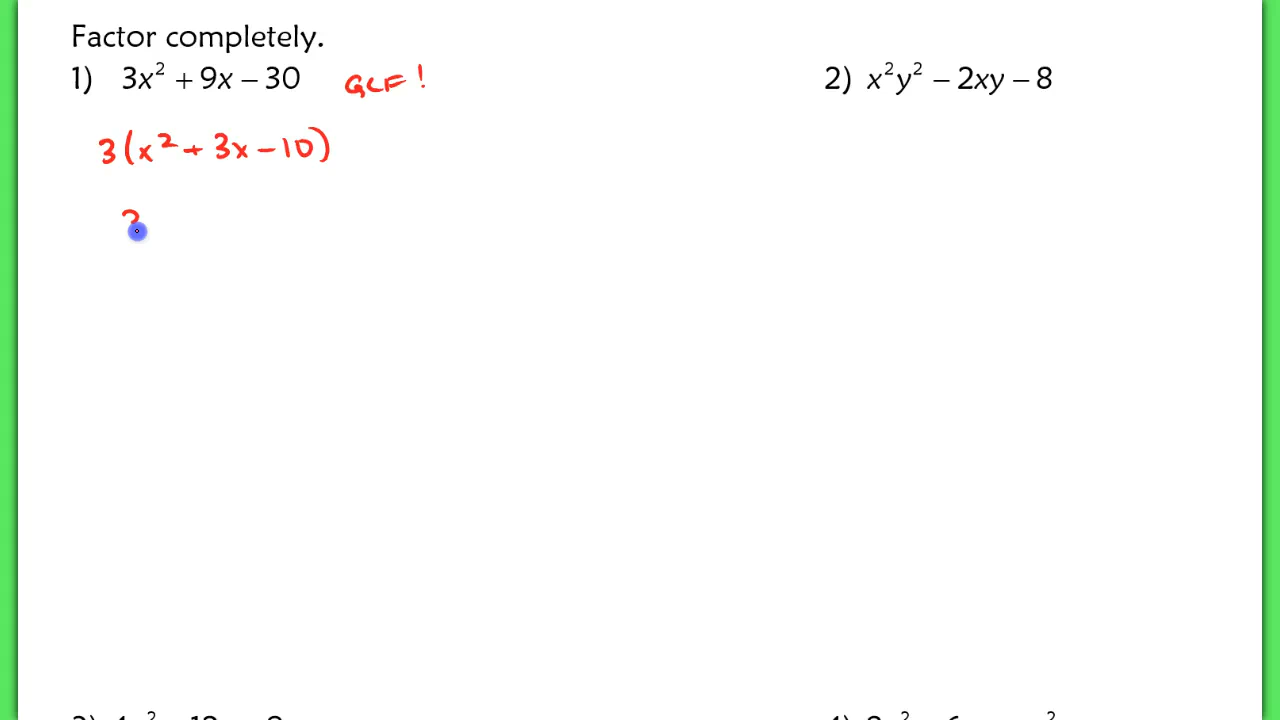 Factor completely.
1) 3x² + 9x – 30 GCF !
2) x²y² – 2xy – 8
3(x² + 3x – 10)